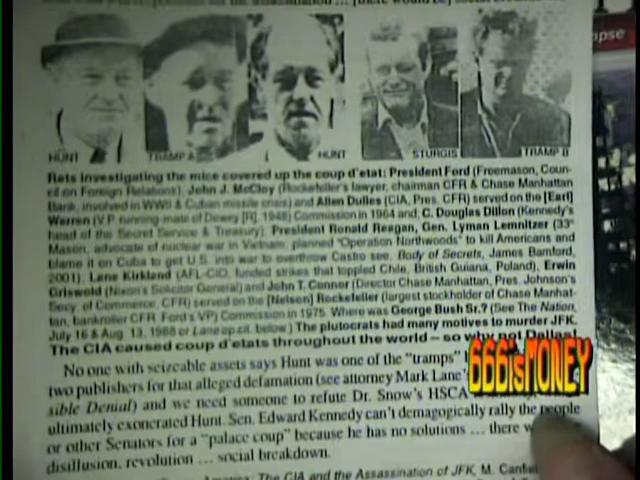 HUNT TRAMP A HUNT STURGIS TRAMP B
Rats investigating the mice covered up the coup d'etat: President Ford (Freemason, Coun-
cil on Foreign Relations), John J. McCloy (Rockefeller's lawyer, chairman CFR & Chase Manhattan
Bank, involved in WWII & Cuban missile crisis) and Allen Dulles (CIA, Pres. CFR) served on the [Earl]
Warren (V.P. running-mate of Dewey [R], 1948) Commission in 1964 and, C. Douglas Dillon (Kennedy's
head of the Secret Service & Treasury). President Ronald Reagan, Gen. Lyman Lemnitzer (33°
Mason, advocate of nuclear war in Vietnam, planned "Operation Northwoods" to kill Americans and
blame it on Cuba to get U.S. into war to overthrow Castro see, Body of Secrets, James Bamford,
2001), Lane Kirkland (AFL-CIO, funded strikes that toppled Chile, British Guiana, Poland), Erwin
Griswold (Nixon's Solicitor General) and John T. Connor (Director Chase Manhattan, Pres. Johnson's
Secy. of Commerce, CFR) served on the [Nelson] Rockefeller (largest stockholder of Chase Manhat-
tan, bankroller CFR, Ford's VP) Commission in 1975. Where was George Bush Sr.? (See The Nation,
July 16 & Aug. 13, 1988 or Lane op.cit. below.) The plutocrats had many motives to murder JFK.
The CIA caused coup d'etats throughout the world – so why not Dallas!
No one with seizeable assets says Hunt was one of the "tramps"
two publishers for that alleged defamation (see attorney Mark Lane's
666isMONEY
sible Denial) and we need someone to refute Dr. Snow's HSCA
ultimately exonerated Hunt. Sen. Edward Kennedy can't demagogically rally the people
or other Senators for a "palace coup" because he has no solutions ... there
disillusion, revolution ... social breakdown.
America: The CIA and the Assassination of JFK, M. Canfield